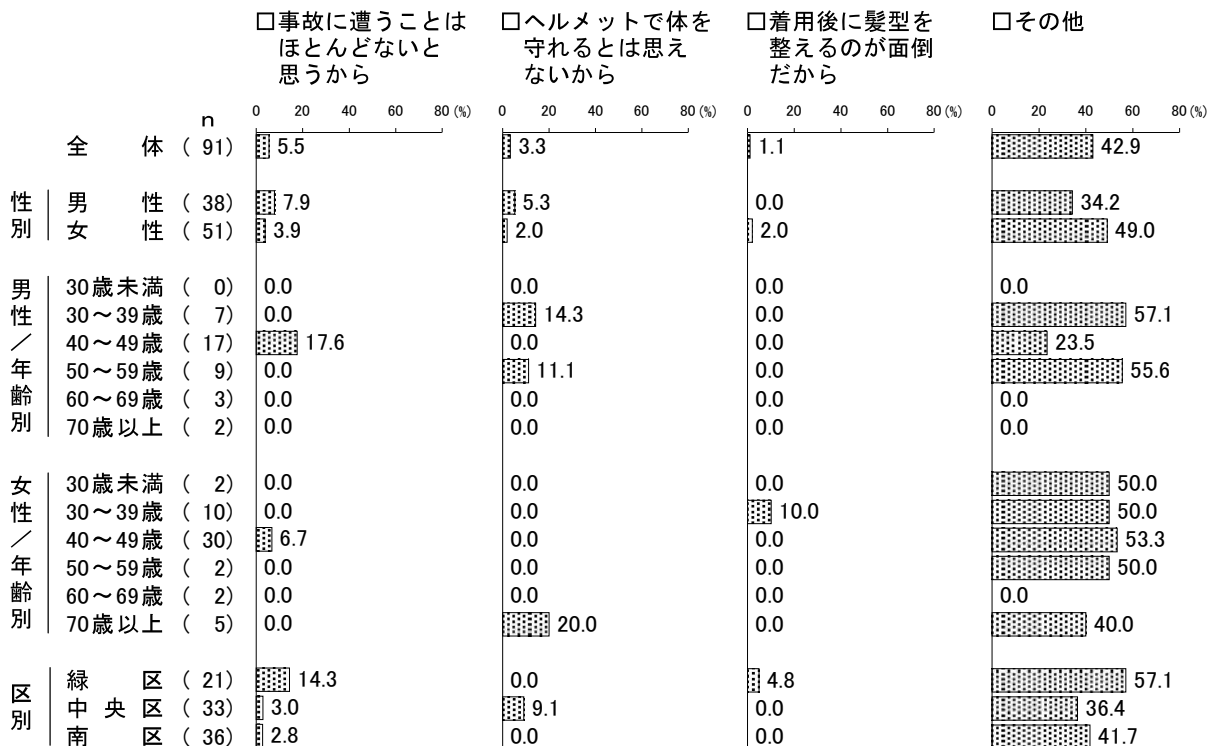 □事故に遭うことは
ほとんどないと
思うから
□ヘルメットで体を
守れるとは思え
ないから
□着用後に髪型を
整えるのが面倒
だから
□その他
n
0 20 40 60 80 (%)
0 20 40 60 80 (%)
0 20 40 60 80 (%)
0 20 40 60 80 (%)
全体 ( 91) 5.5 3.3 1.1 42.9
性別
男性 ( 38) 7.9 5.3 0.0 34.2
女性 ( 51) 3.9 2.0 2.0 49.0
男性/年齢別
30歳未満 ( 0) 0.0 0.0 0.0 0.0
30～39歳 ( 7) 0.0 14.3 0.0 57.1
40～49歳 ( 17) 17.6 0.0 0.0 23.5
50～59歳 ( 9) 0.0 11.1 0.0 55.6
60～69歳 ( 3) 0.0 0.0 0.0 0.0
70歳以上 ( 2) 0.0 0.0 0.0 0.0
女性/年齢別
30歳未満 ( 2) 0.0 0.0 0.0 50.0
30～39歳 ( 10) 0.0 0.0 10.0 50.0
40～49歳 ( 30) 6.7 0.0 0.0 53.3
50～59歳 ( 2) 0.0 0.0 0.0 50.0
60～69歳 ( 2) 0.0 0.0 0.0 0.0
70歳以上 ( 5) 0.0 20.0 0.0 40.0
区別
緑区 ( 21) 14.3 0.0 4.8 57.1
中央区 ( 33) 3.0 9.1 0.0 36.4
南区 ( 36) 2.8 0.0 0.0 41.7